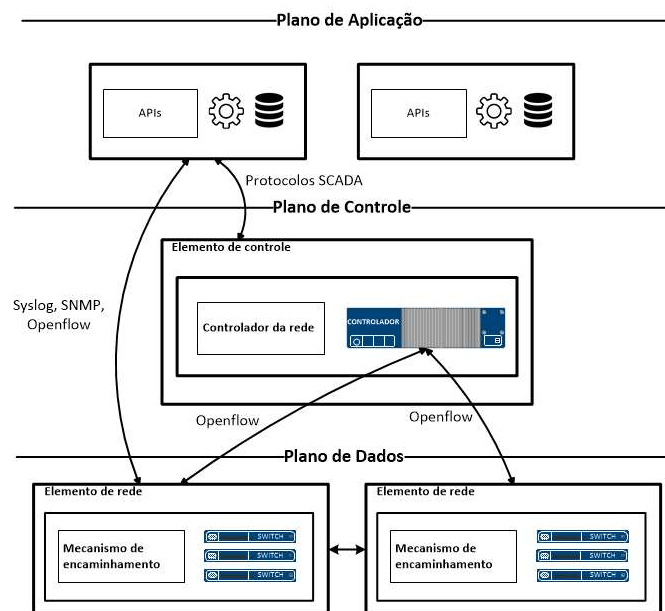 Plano de Aplicação
APIs
APIs
Protocolos SCADA
Plano de Controle
Elemento de controle
Syslog, SNMP,
Openflow
Controlador da rede
CONTROLADOR
Openflow
Openflow
Plano de Dados
Elemento de rede
Elemento de rede
Mecanismo de
encaminhamento
SWITCH
SWITCH
SWITCH
Mecanismo de
encaminhamento
SWITCH
SWITCH
SWITCH